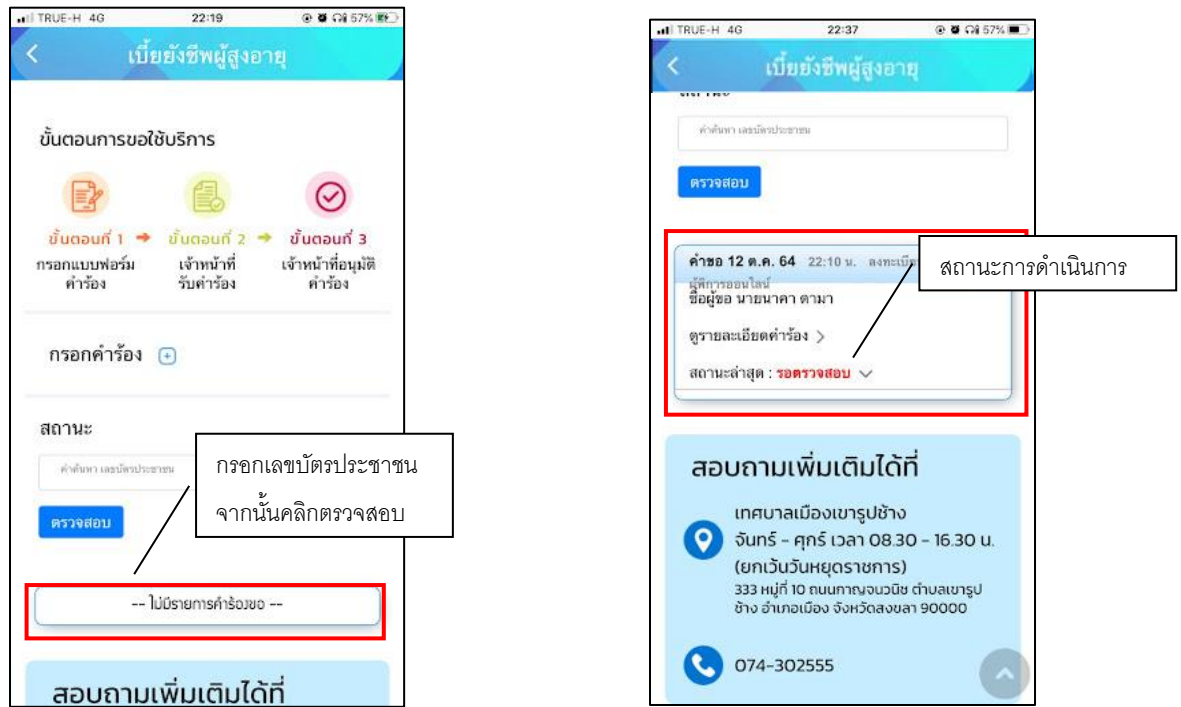 TRUE-H 4G 22:19 57%
เบี้ยยังชีพผู้สูงอายุ
ขั้นตอนการขอใช้บริการ
ขั้นตอนที่ 1 ➔ ขั้นตอนที่ 2 ➔ ขั้นตอนที่ 3
กรอกแบบฟอร์ม เจ้าหน้าที่ เจ้าหน้าที่อนุมัติ
คำร้อง รับคำร้อง คำร้อง
กรอกคำร้อง
สถานะ
คำค้นหา เลขบัตรประชาชน
ตรวจสอบ
กรอกเลขบัตรประชาชน
จากนั้นคลิกตรวจสอบ
-- ไม่มีรายการคำร้องขอ --
สอบถามเพิ่มเติมได้ที่
TRUE-H 4G 22:37 57%
เบี้ยยังชีพผู้สูงอายุ
สถานะ
คำค้นหา เลขบัตรประชาชน
ตรวจสอบ
คำขอ 12 ต.ค. 64 22:10 น.
ผู้พิการออนไลน์
ชื่อผู้ขอ นายนาคา ตามา
ดูรายละเอียดคำร้อง >
สถานะล่าสุด : รอตรวจสอบ
สถานะการดำเนินการ
สอบถามเพิ่มเติมได้ที่
เทศบาลเมืองเขารูปช้าง
จันทร์ - ศุกร์ เวลา 08.30 - 16.30 น.
(ยกเว้นวันหยุดราชการ)
333 หมู่ที่ 10 ถนนกาญจนวนิช ตำบลเขารูป
ช้าง อำเภอเมือง จังหวัดสงขลา 90000
074-302555